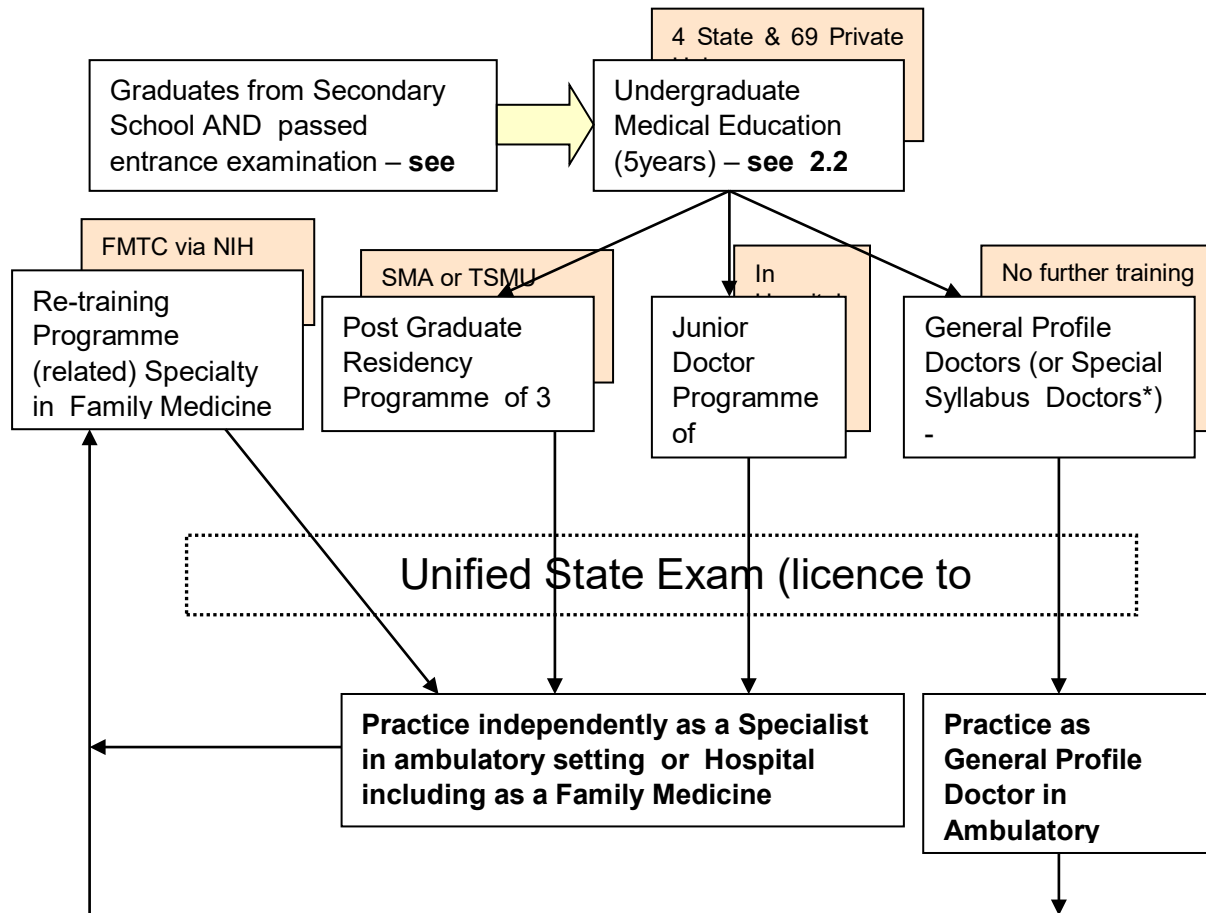 4 State & 69 Private
Graduates from Secondary
School AND passed
entrance examination – see
Undergraduate
Medical Education
(5years) – see 2.2
FMTC via NIH
Re-training
Programme
(related) Specialty
in Family Medicine
SMA or TSMU
Post Graduate
Residency
Programme of 3
In
Junior
Doctor
Programme
of
No further training
General Profile
Doctors (or Special
Syllabus Doctors*)
-
Unified State Exam (licence to
Practice independently as a Specialist
in ambulatory setting or Hospital
including as a Family Medicine
Practice as
General Profile
Doctor in
Ambulatory